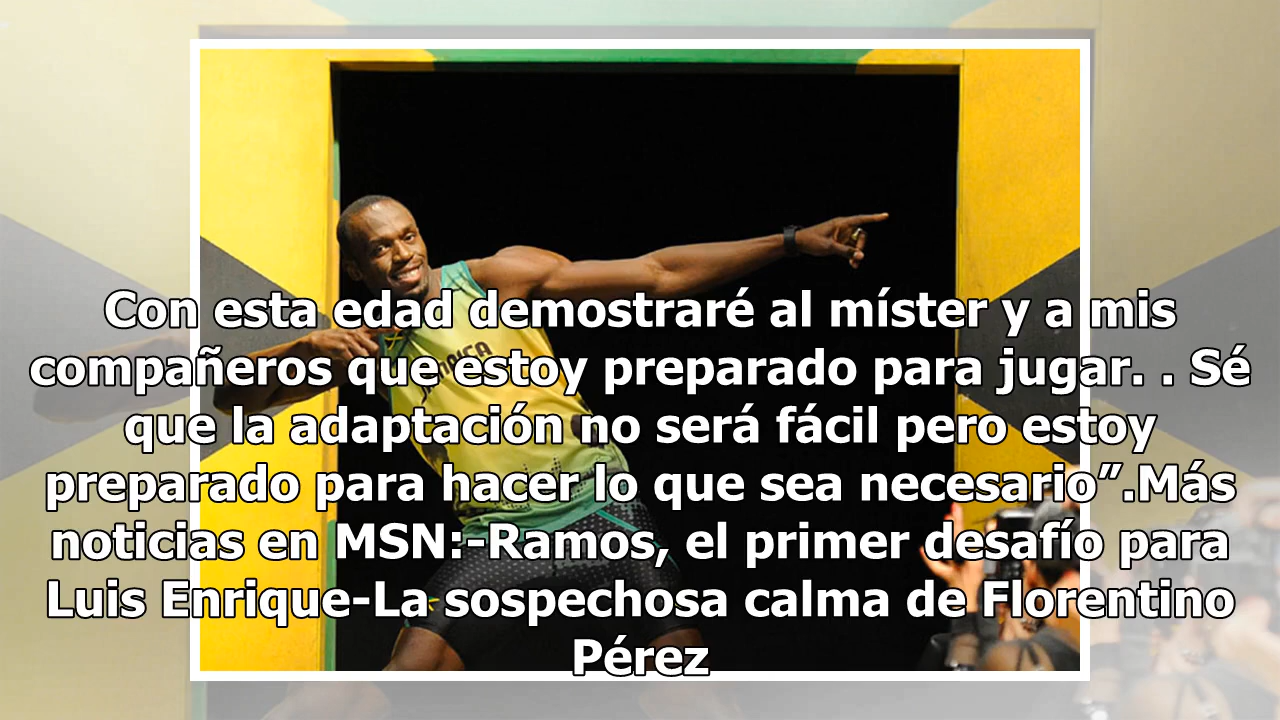 Con esta edad demostraré al míster y a mis
compañeros que estoy preparado para jugar. . Sé
que la adaptación no será fácil pero estoy
preparado para hacer lo que sea necesario”.Más
noticias en MSN:-Ramos, el primer desafío para
Luis Enrique-La sospechosa calma de Florentino
Pérez